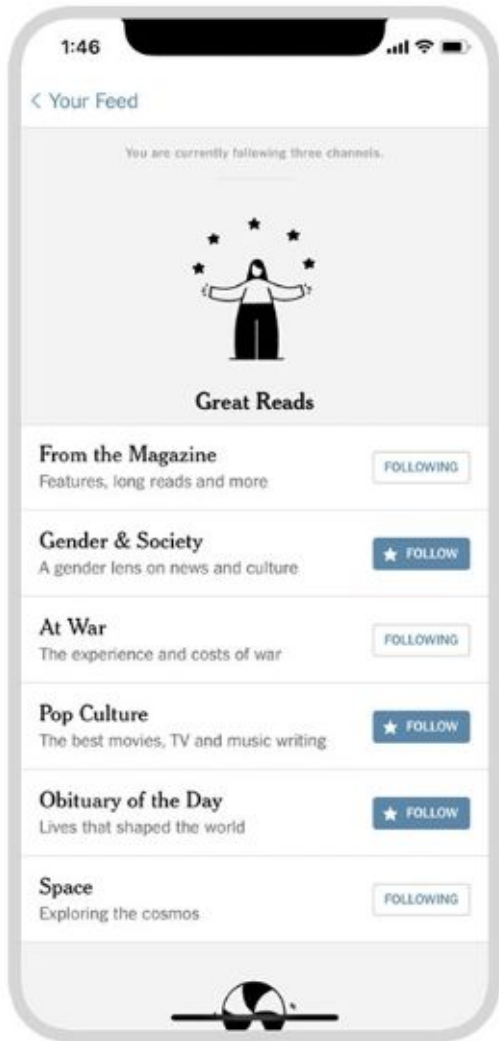 1:46
< Your Feed
You are currently following three channels.
Great Reads
From the Magazine
Features, long reads and more
FOLLOWING
Gender & Society
A gender lens on news and culture
★ FOLLOW
At War
The experience and costs of war
FOLLOWING
Pop Culture
The best movies, TV and music writing
★ FOLLOW
Obituary of the Day
Lives that shaped the world
★ FOLLOW
Space
Exploring the cosmos
FOLLOWING